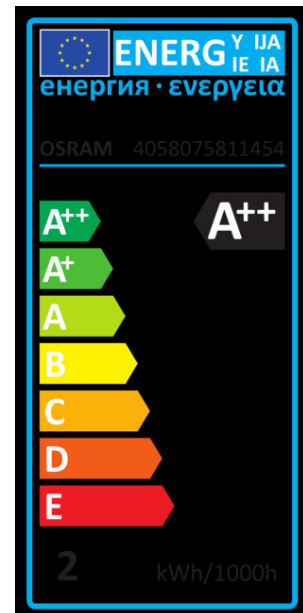 ENERG Y IJA
IE IA
енергия · ενεργεια
OSRAM 4058075811454
A++ A++
A+
A
B
C
D
E
2 kWh/1000h